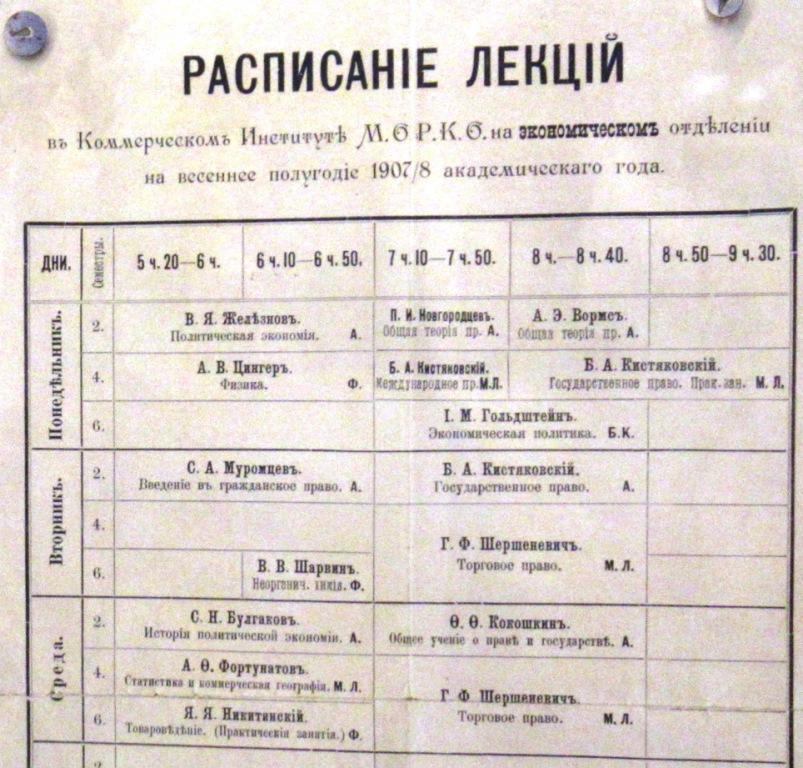 РАСПИСАНІЕ ЛЕКЦІЙ
въ Коммерческомъ Институтѣ М.О.Р.К.О. на экономическомъ отдѣленіи
на весеннее полугодіе 1907/8 академическаго года.
ДНИ. Семестры. 5 ч. 20—6 ч. 6 ч. 10—6 ч 50. 7 ч. 10—7 ч 50. 8 ч.—8 ч 40. 8 ч 50—9 ч 30.
Понедѣльникъ.
2. В. Я. Желѣзновъ. П. И. Новгородцевъ. А. Э. Вормсъ.
Политическая экономія. А. Общая теорія пр. А. Общая теорія пр. А.
4. А. В. Цингеръ. Б. А. Кистяковскій. Б. А. Кистяковскій.
Физика. Ф. Международное пр. М.Л. Государственное право. Прак. зан. М. Л.
6. І. М. Гольдштейнъ.
Экономическая политика. Б.К.
Вторникъ.
2. С. А. Муромцевъ. Б. А. Кистяковскій.
Введеніе въ гражданское право. А. Государственное право. А.
4. Г. Ф. Шершеневичъ.
Торговое право. М. Л.
6. В. В. Шарвинъ.
Неорганич. химія. Ф.
Среда.
2. С. Н. Булгаковъ. Ѳ. Ѳ. Кокошкинъ.
Исторія политической экономіи. А. Общее ученіе о правѣ и государствѣ. А.
4. А. Ѳ. Фортунатовъ.
Статистика и коммерческая географія. М. Л.
Г. Ф. Шершеневичъ.
6. Я. Я. Никитинскій. Торговое право. М. Л.
Товаровѣдѣніе. (Практическія занятія.) Ф.
2